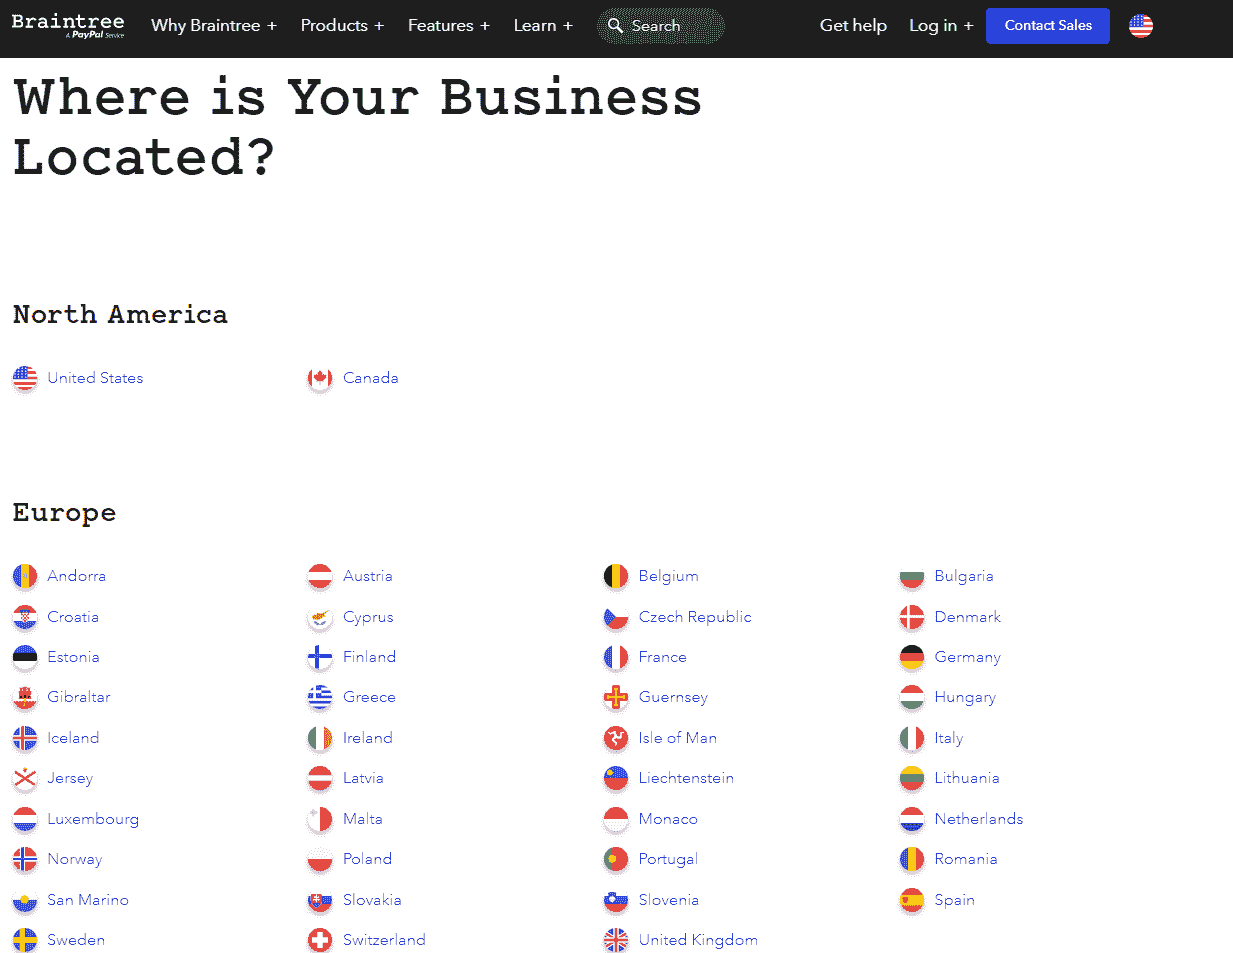 Braintree
A PayPal Service
Why Braintree +
Products +
Features +
Learn +
Search
Get help
Log in +
Contact Sales
Where is Your Business
Located?
North America
United States
Canada
Europe
Andorra
Austria
Belgium
Bulgaria
Croatia
Cyprus
Czech Republic
Denmark
Estonia
Finland
France
Germany
Gibraltar
Greece
Guernsey
Hungary
Iceland
Ireland
Isle of Man
Italy
Jersey
Latvia
Liechtenstein
Lithuania
Luxembourg
Malta
Monaco
Netherlands
Norway
Poland
Portugal
Romania
San Marino
Slovakia
Slovenia
Spain
Sweden
Switzerland
United Kingdom